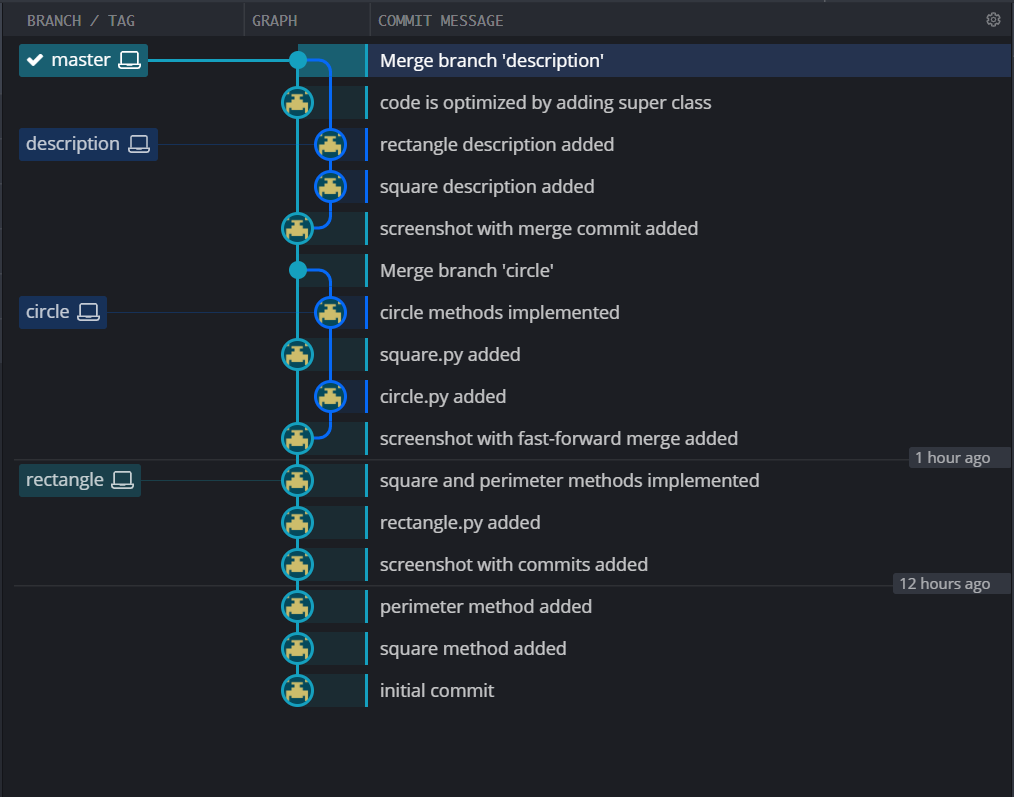 BRANCH / TAG GRAPH COMMIT MESSAGE
master Merge branch 'description'
code is optimized by adding super class
description rectangle description added
square description added
screenshot with merge commit added
Merge branch 'circle'
circle circle methods implemented
square.py added
circle.py added
screenshot with fast-forward merge added
1 hour ago
rectangle square and perimeter methods implemented
rectangle.py added
screenshot with commits added
12 hours ago
perimeter method added
square method added
initial commit